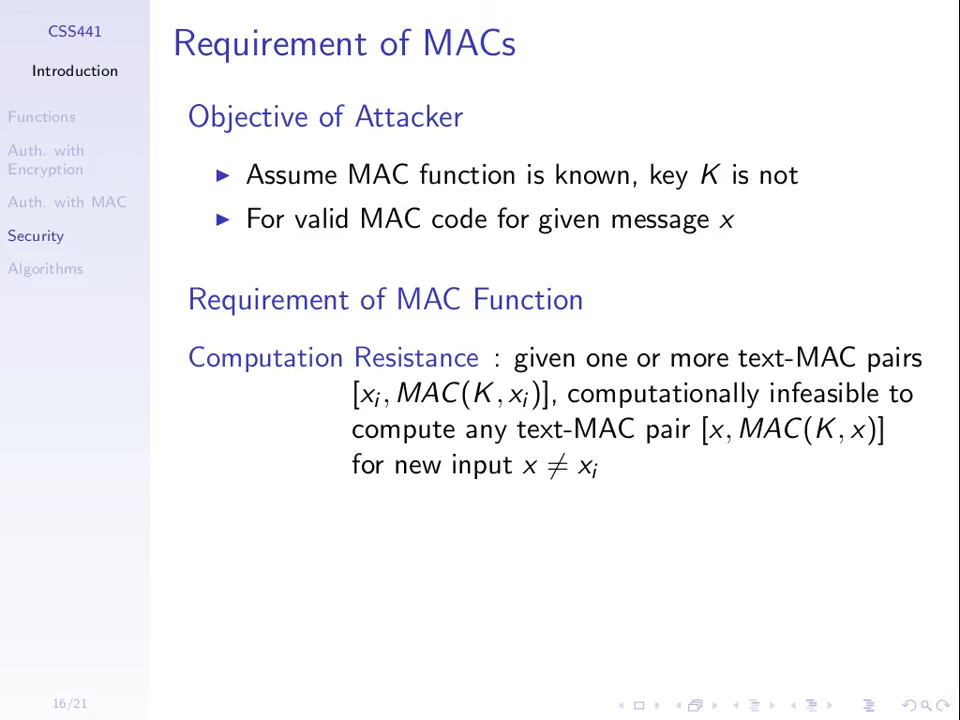 CSS441
Introduction
Functions
Auth. with
Encryption
Auth. with MAC
Security
Algorithms
Requirement of MACs
Objective of Attacker
▶ Assume MAC function is known, key K is not
▶ For valid MAC code for given message x
Requirement of MAC Function
Computation Resistance : given one or more text-MAC pairs
[xᵢ, MAC(K, xᵢ)], computationally infeasible to
compute any text-MAC pair [x, MAC(K, x)]
for new input x ≠ xᵢ
16/21